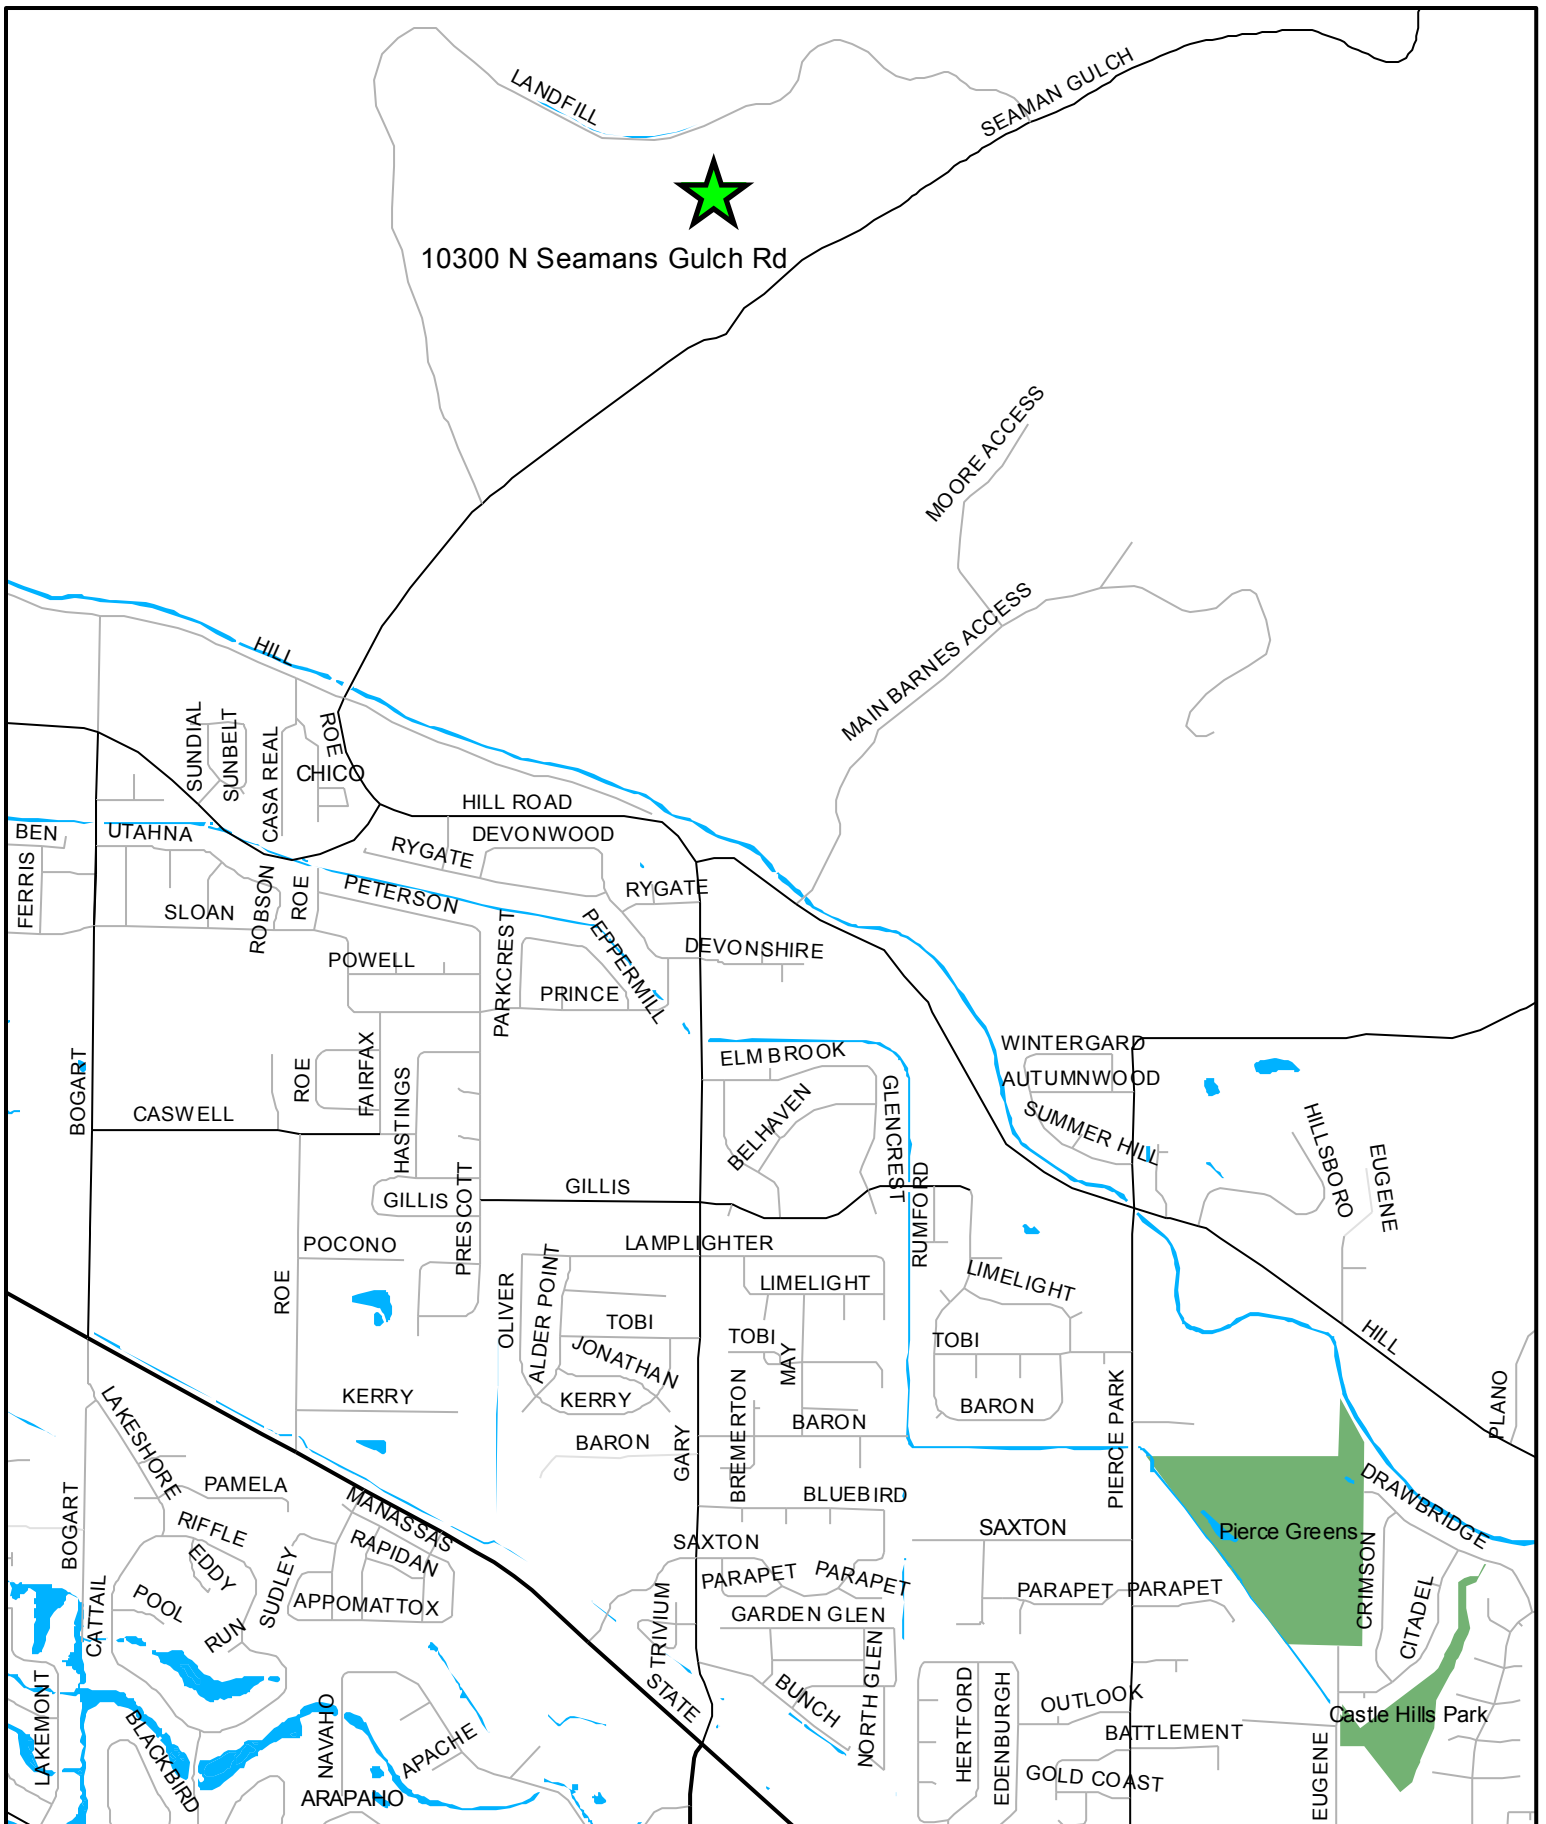 LANDFILL
SEAMAN GULCH
10300 N Seamans Gulch Rd
MOORE ACCESS
MAIN BARNES ACCESS
HILL
SUNDIAL
SUNBELT
CASA REAL
ROE
CHICO
HILL ROAD
BEN
UTAHNA
DEVONWOOD
RYGATE
FERRIS
SLOAN
ROBSON
ROE
PETERSON
RYGATE
PARKCREST
PEPPERMILL
DEVONSHIRE
POWELL
PRINCE
BOGART
ROE
FAIRFAX
HASTINGS
CASWELL
ELM BROOK
BELHAVEN
GLENCREST
WINTERGARD
AUTUMNWOOD
SUMMER HILL
HILLSBORO
EUGENE
GILLIS
PRESCOTT
GILLIS
RUMFORD
POCONO
ROE
OLIVER
ALDER POINT
LAMPLIGHTER
LIMELIGHT
LIMELIGHT
TOBI
TOBI
MAY
TOBI
JONATHAN
HILL
PLANO
KERRY
KERRY
BARON
BARON
BARON
GARY
BREMERTON
PIERCE PARK
LAKESHORE
PAMELA
MANASSAS
BLUEBIRD
DRAWBRIDGE
BOGART
RIFFLE
EDDY
SUDLEY
RAPIDAN
SAXTON
SAXTON
Pierce Greens
CRIMSON
POOL
RUN
APPOMATTOX
PARAPET
PARAPET
PARAPET
PARAPET
CITADEL
CATTAIL
TRIVIUM
GARDEN GLEN
NORTH GLEN
STATE
BUNCH
LAKEMONT
BLACKBIRD
NAVAHO
APACHE
ARAPAHO
HERTFORD
EDENBURGH
OUTLOOK
BATTLEMENT
GOLD COAST
Castle Hills Park
EUGENE